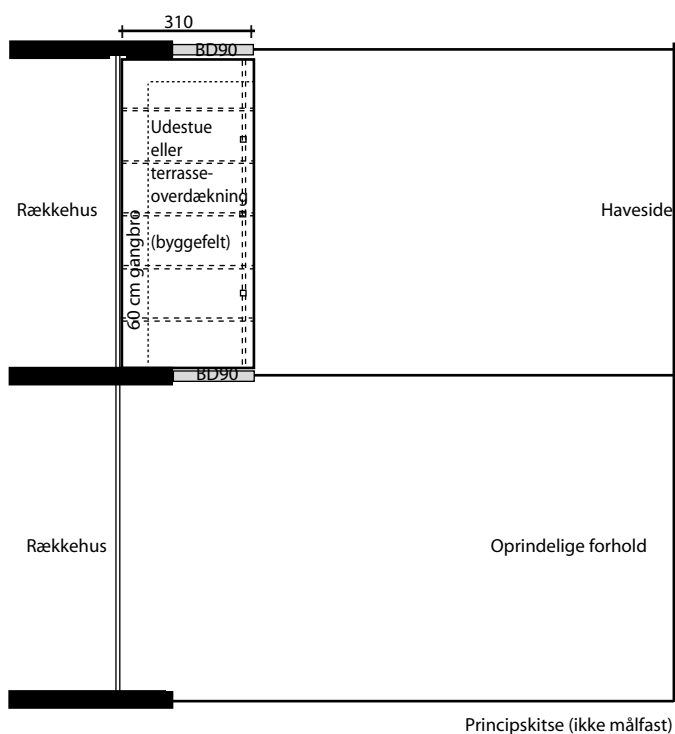 310
BD90
Udestue
eller
terrasse-
overdækning
(byggefelt)
60 cm gangbro
Rækkehus
Haveside
BD90
Rækkehus
Oprindelige forhold
Principskitse (ikke målfast)